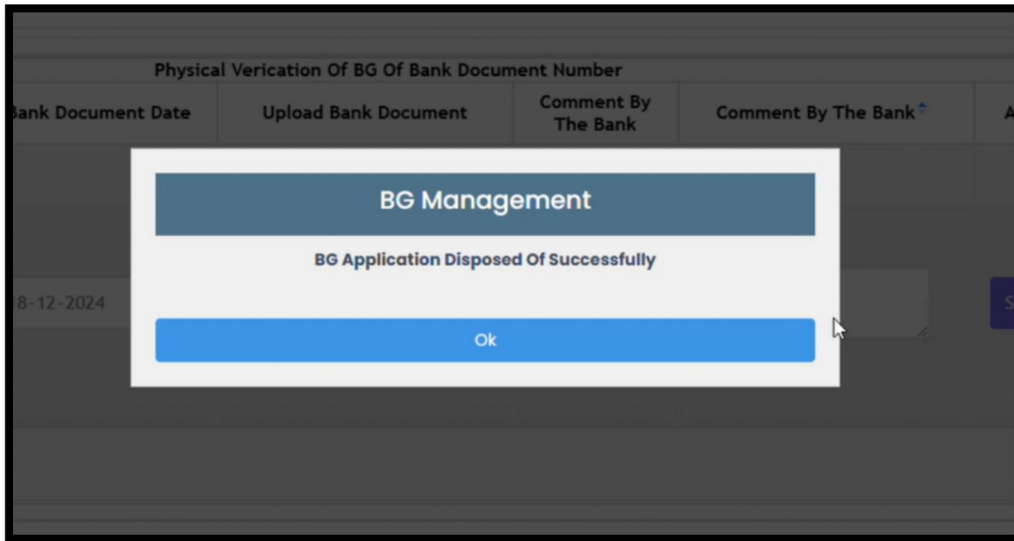 Physical Verication Of BG Of Bank Document Number
Bank Document Date
Upload Bank Document
Comment By
The Bank
Comment By The Bank
A
BG Management
BG Application Disposed Of Successfully
8-12-2024
S
Ok